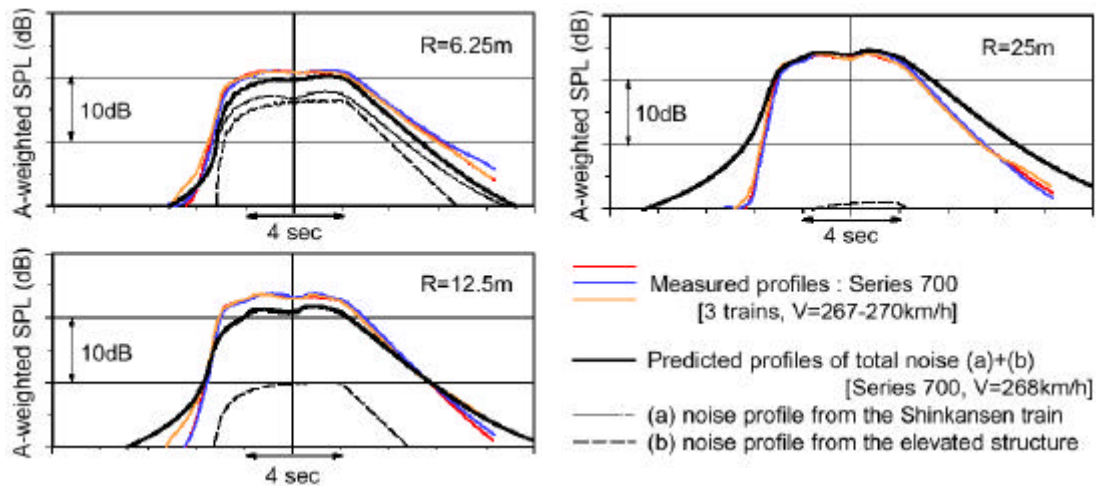 A-weighted SPL (dB)
R=6.25m
10dB
4 sec
A-weighted SPL (dB)
R=25m
10dB
4 sec
A-weighted SPL (dB)
R=12.5m
10dB
4 sec
Measured profiles : Series 700
[3 trains, V=267-270km/h]
Predicted profiles of total noise (a)+(b)
[Series 700, V=268km/h]
(a) noise profile from the Shinkansen train
(b) noise profile from the elevated structure